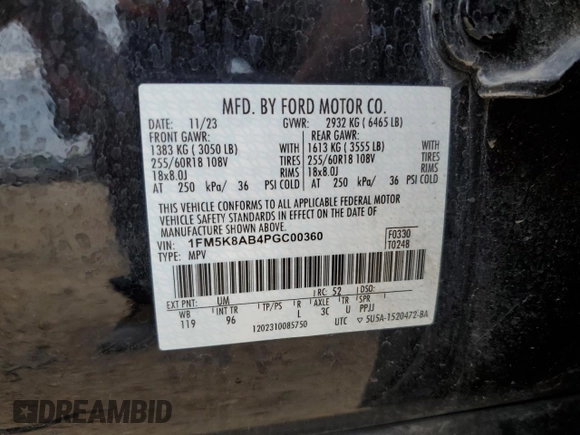 MFD. BY FORD MOTOR CO.
DATE: 11/23 GVWR: 2932 KG ( 6465 LB)
FRONT GAWR: REAR GAWR:
1383 KG ( 3050 LB) WITH 1613 KG ( 3555 LB) WITH
255/60R18 108V TIRES 255/60R18 108V TIRES
18x8.0J RIMS 18x8.0J RIMS
AT 250 kPa/ 36 PSI COLD AT 250 kPa/ 36 PSI COLD
THIS VEHICLE CONFORMS TO ALL APPLICABLE FEDERAL MOTOR
VEHICLE SAFETY STANDARDS IN EFFECT ON THE DATE OF
MANUFACTURE SHOWN ABOVE.
VIN: 1FM5K8AB4PGC00360 F0330
TYPE: MPV T0248
EXT PNT: UM RC: 52 DSO:
WB INT TR TP/PS R AXLE TR SPR
119 96 L 3C U PPJJ
1202310085750 UTC ▽ 5U5A-1520472-BA
DREAMBID